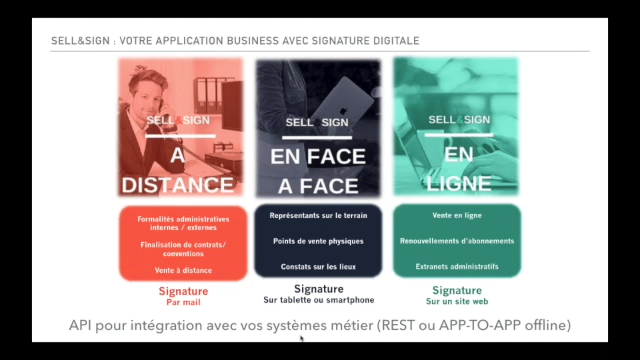 SELL&SIGN : VOTRE APPLICATION BUSINESS AVEC SIGNATURE DIGITALE
SELL&SIGN
A
DISTANCE
SELL&SIGN
EN FACE
A FACE
SELL&SIGN
EN
LIGNE
Formalités administratives
internes / externes
Finalisation de contrats/
conventions
Vente à distance
Représentants sur le terrain
Points de vente physiques
Constats sur les lieux
Vente en ligne
Renouvellements d'abonnements
Extranets administratifs
Signature
Par mail
Signature
Sur tablette ou smartphone
Signature
Sur un site web
API pour intégration avec vos systèmes métier (REST ou APP-TO-APP offline)